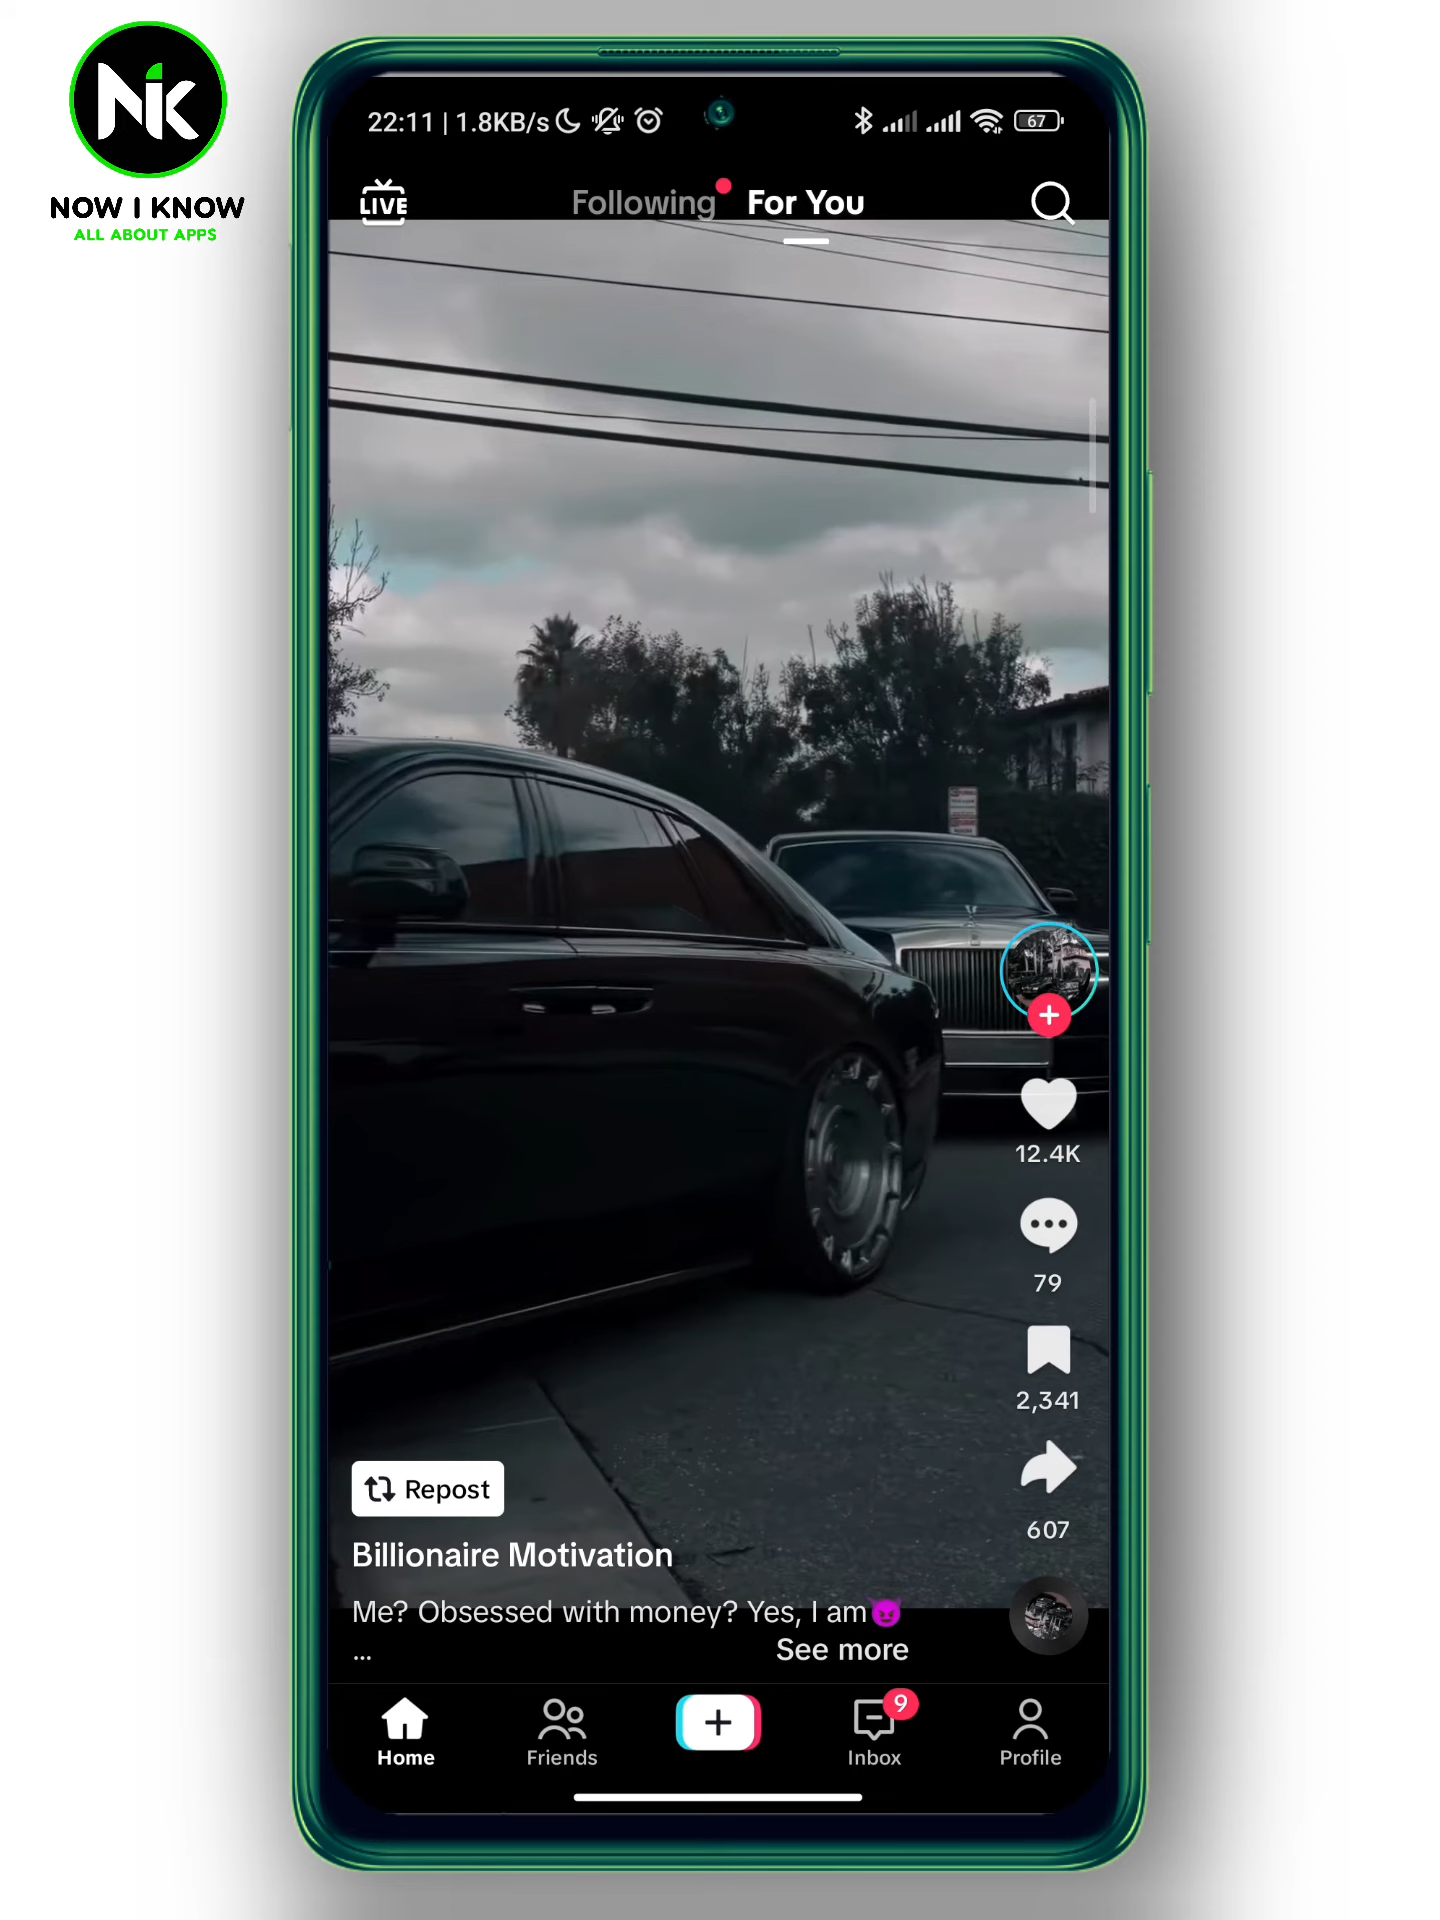 NiK
NOW I KNOW
ALL ABOUT APPS
22:11 | 1.8KB/s
67
LIVE
Following
For You
12.4K
79
2,341
607
Repost
Billionaire Motivation
Me? Obsessed with money? Yes, I am😈
...
See more
Home
Friends
9
Inbox
Profile